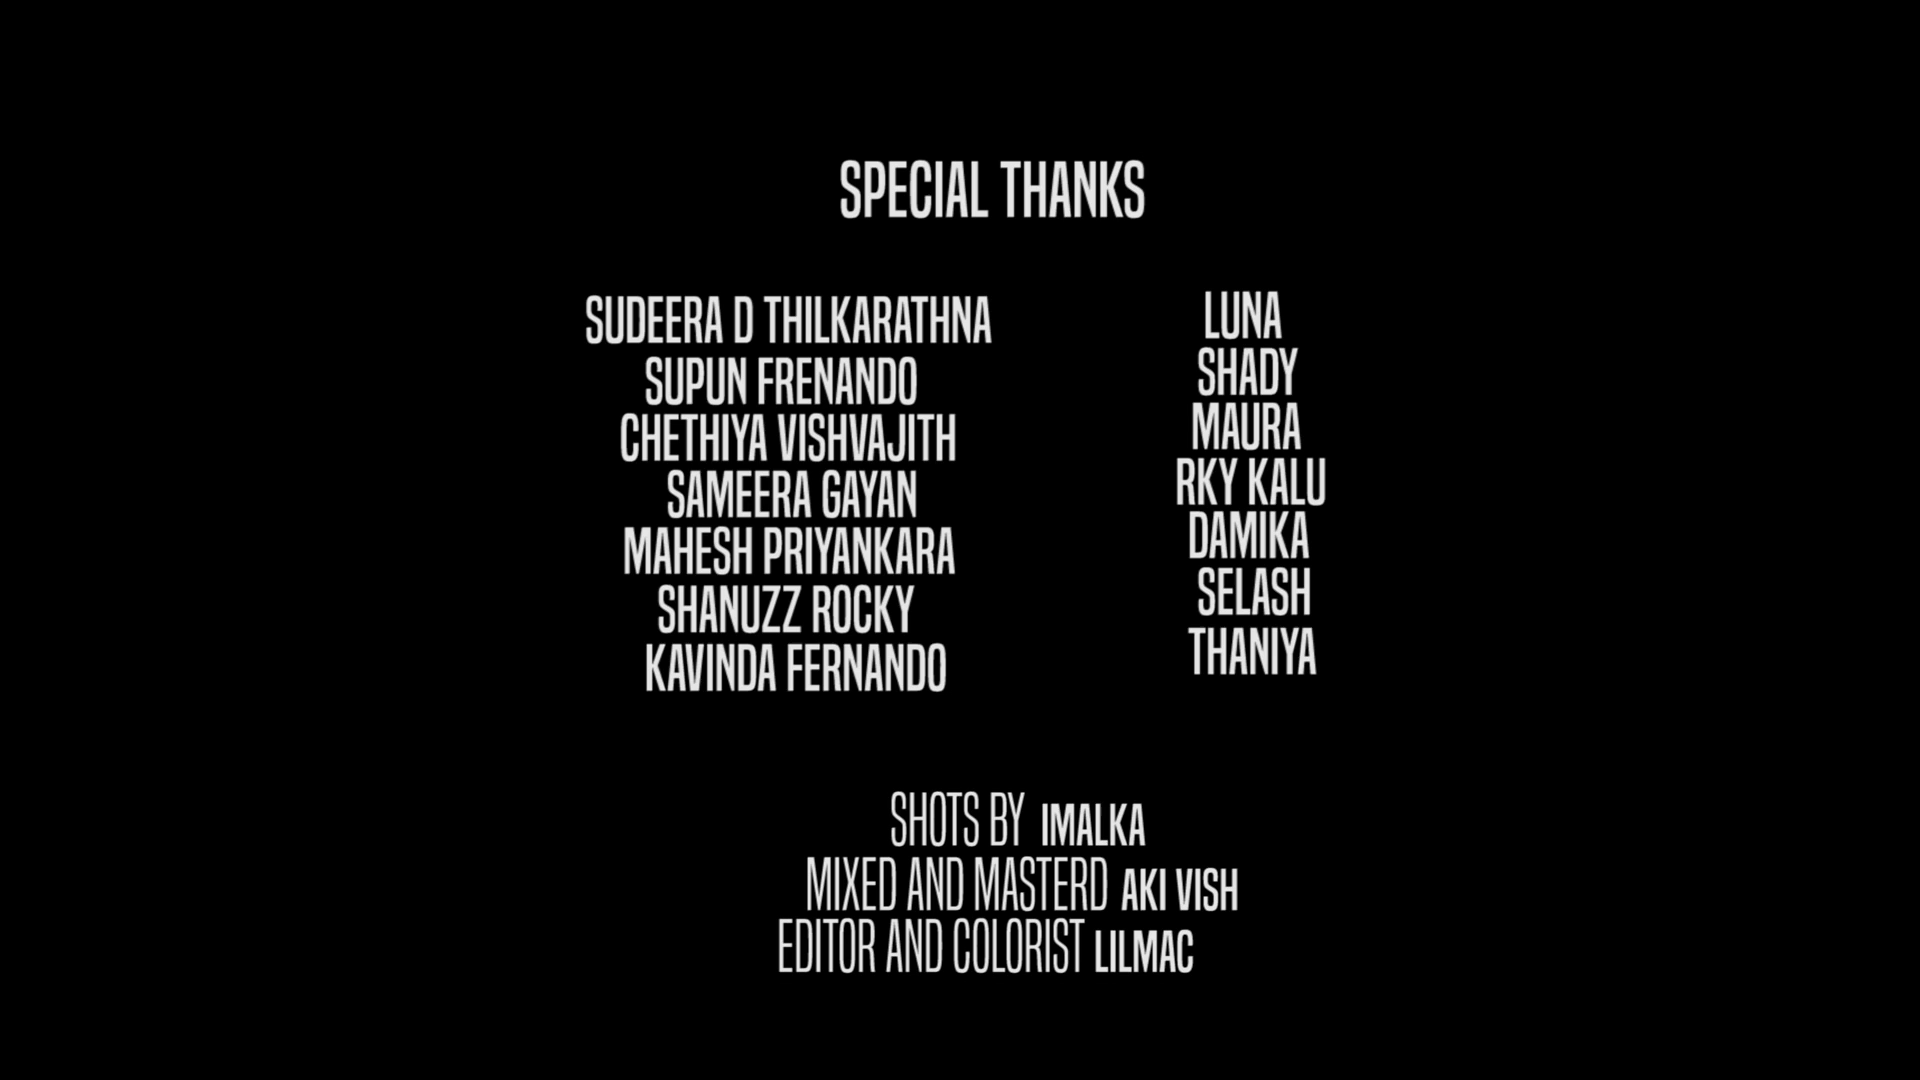 SPECIAL THANKS
SUDEERA D THILKARATHNA
SUPUN FRENANDO
CHETHIYA VISHVAJITH
SAMEERA GAYAN
MAHESH PRIYANKARA
SHANUZZ ROCKY
KAVINDA FERNANDO
LUNA
SHADY
MAURA
RKY KALU
DAMIKA
SELASH
THANIYA
SHOTS BY IMALKA
MIXED AND MASTERD AKI VISH
EDITOR AND COLORIST LILMAC